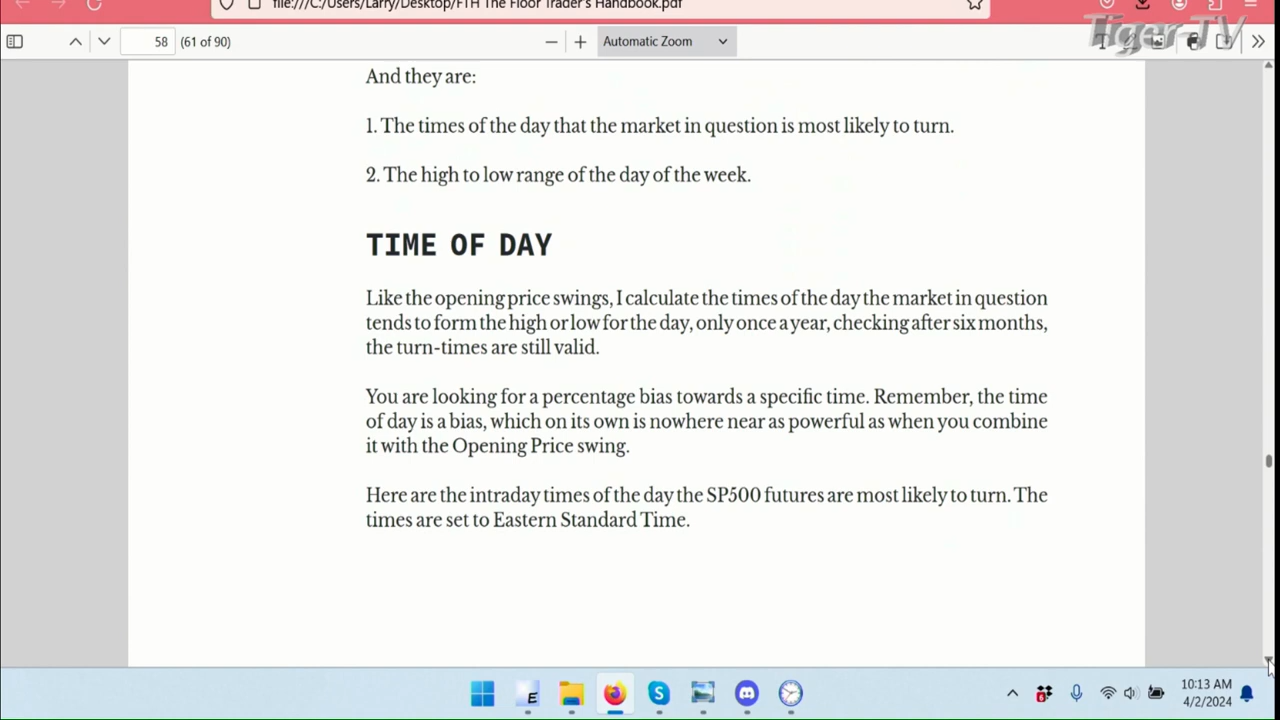 file:///C:/Users/Larry/Desktop/FTH The Floor Trader's Handbook.pdf
Tiger-TV
58 (61 of 90) Automatic Zoom
And they are:
1. The times of the day that the market in question is most likely to turn.
2. The high to low range of the day of the week.
TIME OF DAY
Like the opening price swings, I calculate the times of the day the market in question
tends to form the high or low for the day, only once a year, checking after six months,
the turn-times are still valid.
You are looking for a percentage bias towards a specific time. Remember, the time
of day is a bias, which on its own is nowhere near as powerful as when you combine
it with the Opening Price swing.
Here are the intraday times of the day the SP500 futures are most likely to turn. The
times are set to Eastern Standard Time.
10:13 AM
4/2/2024